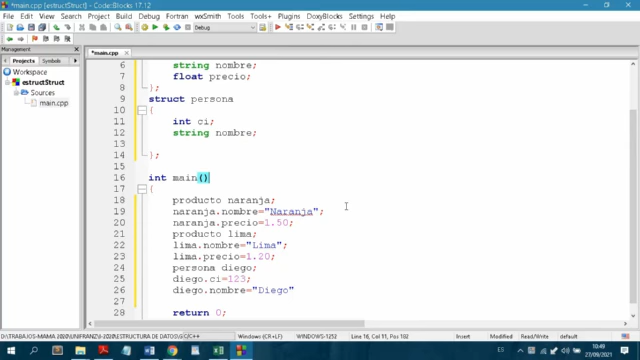 *main.cpp [estructStruct] - Code::Blocks 17.12
File Edit View Search Project Build Debug Fortran wxSmith Tools Tools+ Plugins DoxyBlocks Settings Help
Debug
Management
Projects Symbols
Workspace
estructStruct
Sources
main.cpp
*main.cpp
6 string nombre;
7 float precio;
8 };
9 struct persona
10 {
11 int ci;
12 string nombre;
13
14 };
15
16 int main()
17 {
18 producto naranja;
19 naranja.nombre="Naranja";
20 naranja.precio=1.50;
21 producto lima;
22 lima.nombre="Lima";
23 lima.precio=1.20;
24 persona diego;
25 diego.ci=123;
26 diego.nombre="Diego"
27
28 return 0;
D:\TRABAJOS-MAMA 2020\UNIFRANZ\ESTRUCTURA DE DATOS\G C/C++ Windows (CR+LF) WINDOWS-1252 Line 16, Col 11, Pos 192 Insert Modified Read/Write default
ES
10:49
27/09/2021